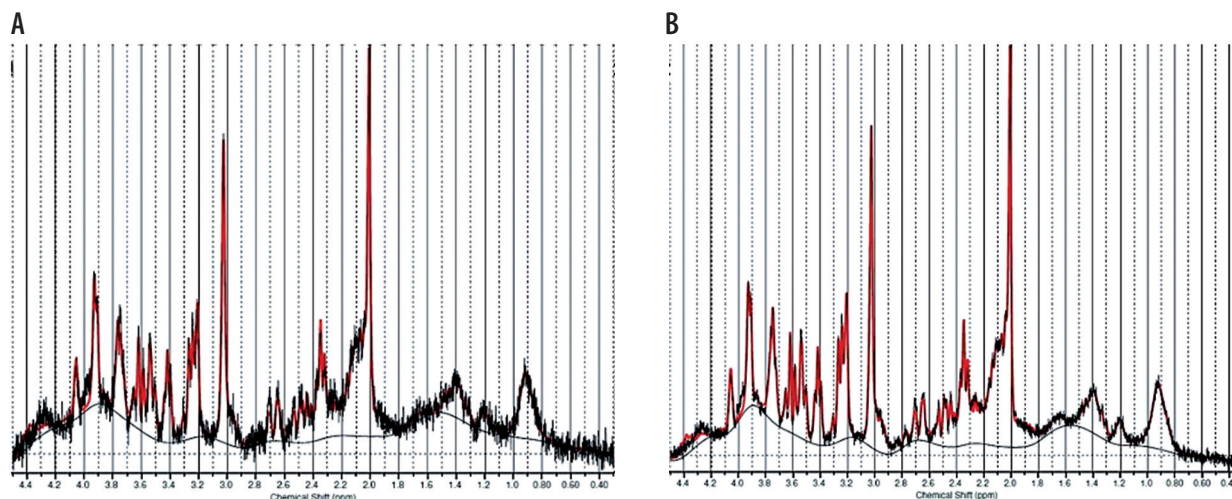 A
B
4.4 4.2 4.0 3.8 3.6 3.4 3.2 3.0 2.8 2.6 2.4 2.2 2.0 1.8 1.6 1.4 1.2 1.0 0.80 0.60 0.40
Chemical Shift (ppm)
4.4 4.2 4.0 3.8 3.6 3.4 3.2 3.0 2.8 2.6 2.4 2.2 2.0 1.8 1.6 1.4 1.2 1.0 0.80 0.60
Chemical Shift (ppm)